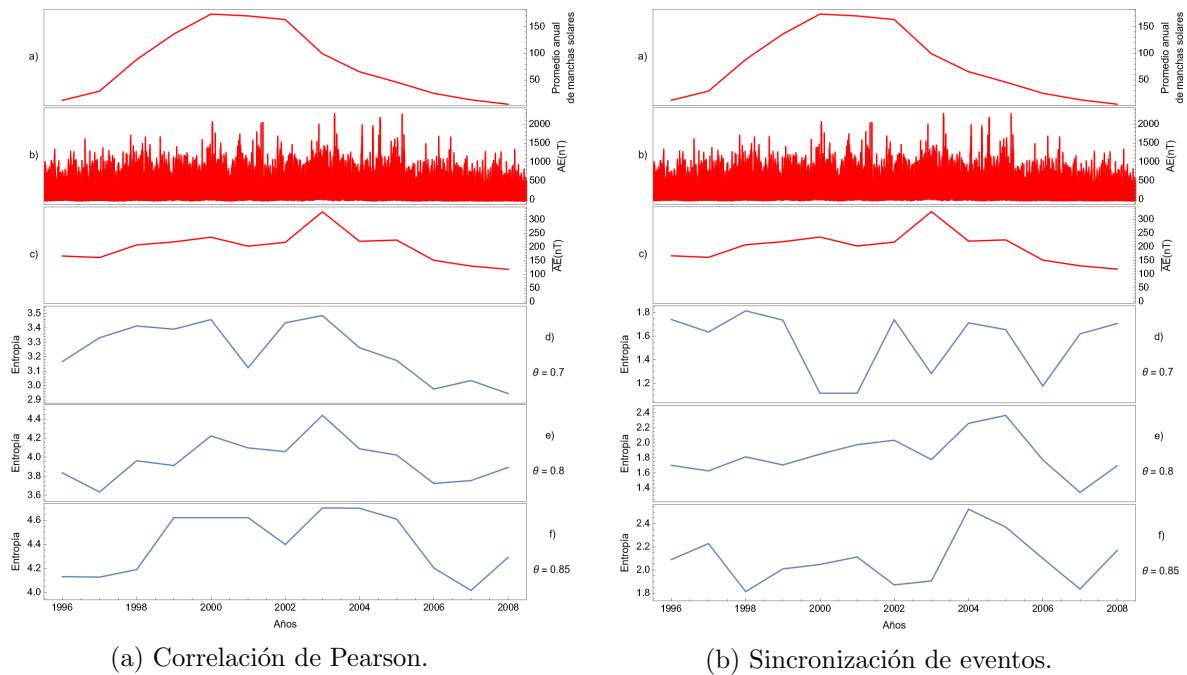 a)
150
100
50
Promedio anual
de manchas solares
b)
2000
1500
1000
500
0
AE(nT)
c)
300
250
200
150
100
50
0
A̅E̅(nT)
Entropía
3.5
3.4
3.3
3.2
3.1
3.0
2.9
d)
θ = 0.7
Entropía
4.4
4.2
4.0
3.8
3.6
e)
θ = 0.8
Entropía
4.6
4.4
4.2
4.0
f)
θ = 0.85
1996
1998
2000
2002
2004
2006
2008
Años
(a) Correlación de Pearson.
a)
150
100
50
Promedio anual
de manchas solares
b)
2000
1500
1000
500
0
AE(nT)
c)
300
250
200
150
100
50
0
A̅E̅(nT)
Entropía
1.8
1.6
1.4
1.2
d)
θ = 0.7
Entropía
2.4
2.2
2.0
1.8
1.6
1.4
e)
θ = 0.8
Entropía
2.4
2.2
2.0
1.8
f)
θ = 0.85
1996
1998
2000
2002
2004
2006
2008
Años
(b) Sincronización de eventos.